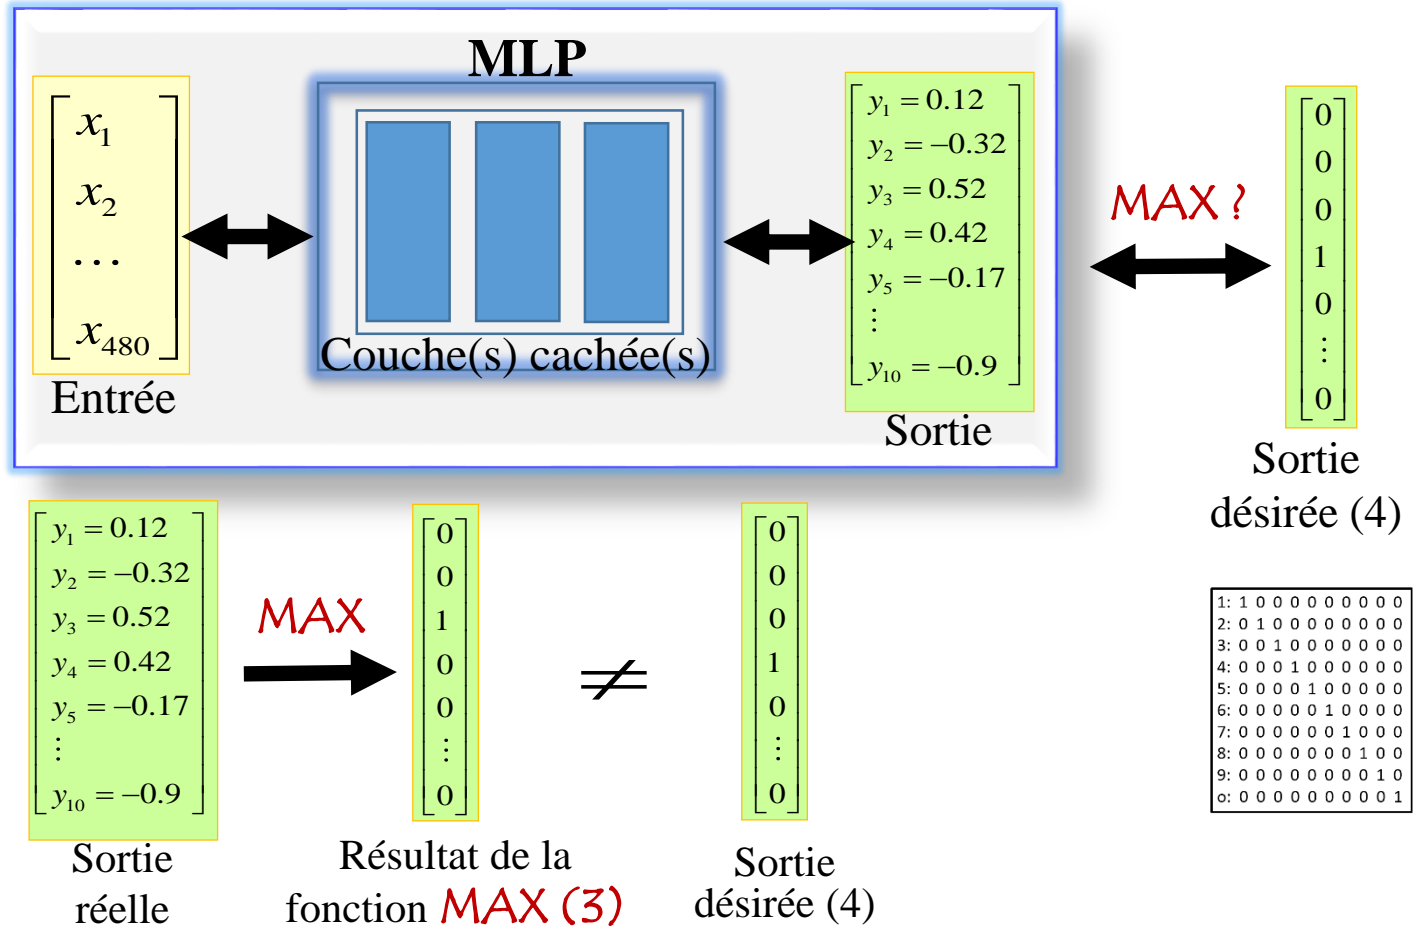 MLP
x₁
x₂
...
x₄₈₀
Entrée
Couche(s) cachée(s)
y₁ = 0.12
y₂ = −0.32
y₃ = 0.52
y₄ = 0.42
y₅ = −0.17
⋮
y₁₀ = −0.9
Sortie
MAX ?
0
0
0
1
0
⋮
0
Sortie
désirée (4)
y₁ = 0.12
y₂ = −0.32
y₃ = 0.52
y₄ = 0.42
y₅ = −0.17
⋮
y₁₀ = −0.9
Sortie
réelle
MAX
0
0
1
0
0
⋮
0
Résultat de la
fonction MAX (3)
≠
0
0
0
1
0
⋮
0
Sortie
désirée (4)
1: 1 0 0 0 0 0 0 0 0 0
2: 0 1 0 0 0 0 0 0 0 0
3: 0 0 1 0 0 0 0 0 0 0
4: 0 0 0 1 0 0 0 0 0 0
5: 0 0 0 0 1 0 0 0 0 0
6: 0 0 0 0 0 1 0 0 0 0
7: 0 0 0 0 0 0 1 0 0 0
8: 0 0 0 0 0 0 0 1 0 0
9: 0 0 0 0 0 0 0 0 1 0
o: 0 0 0 0 0 0 0 0 0 1